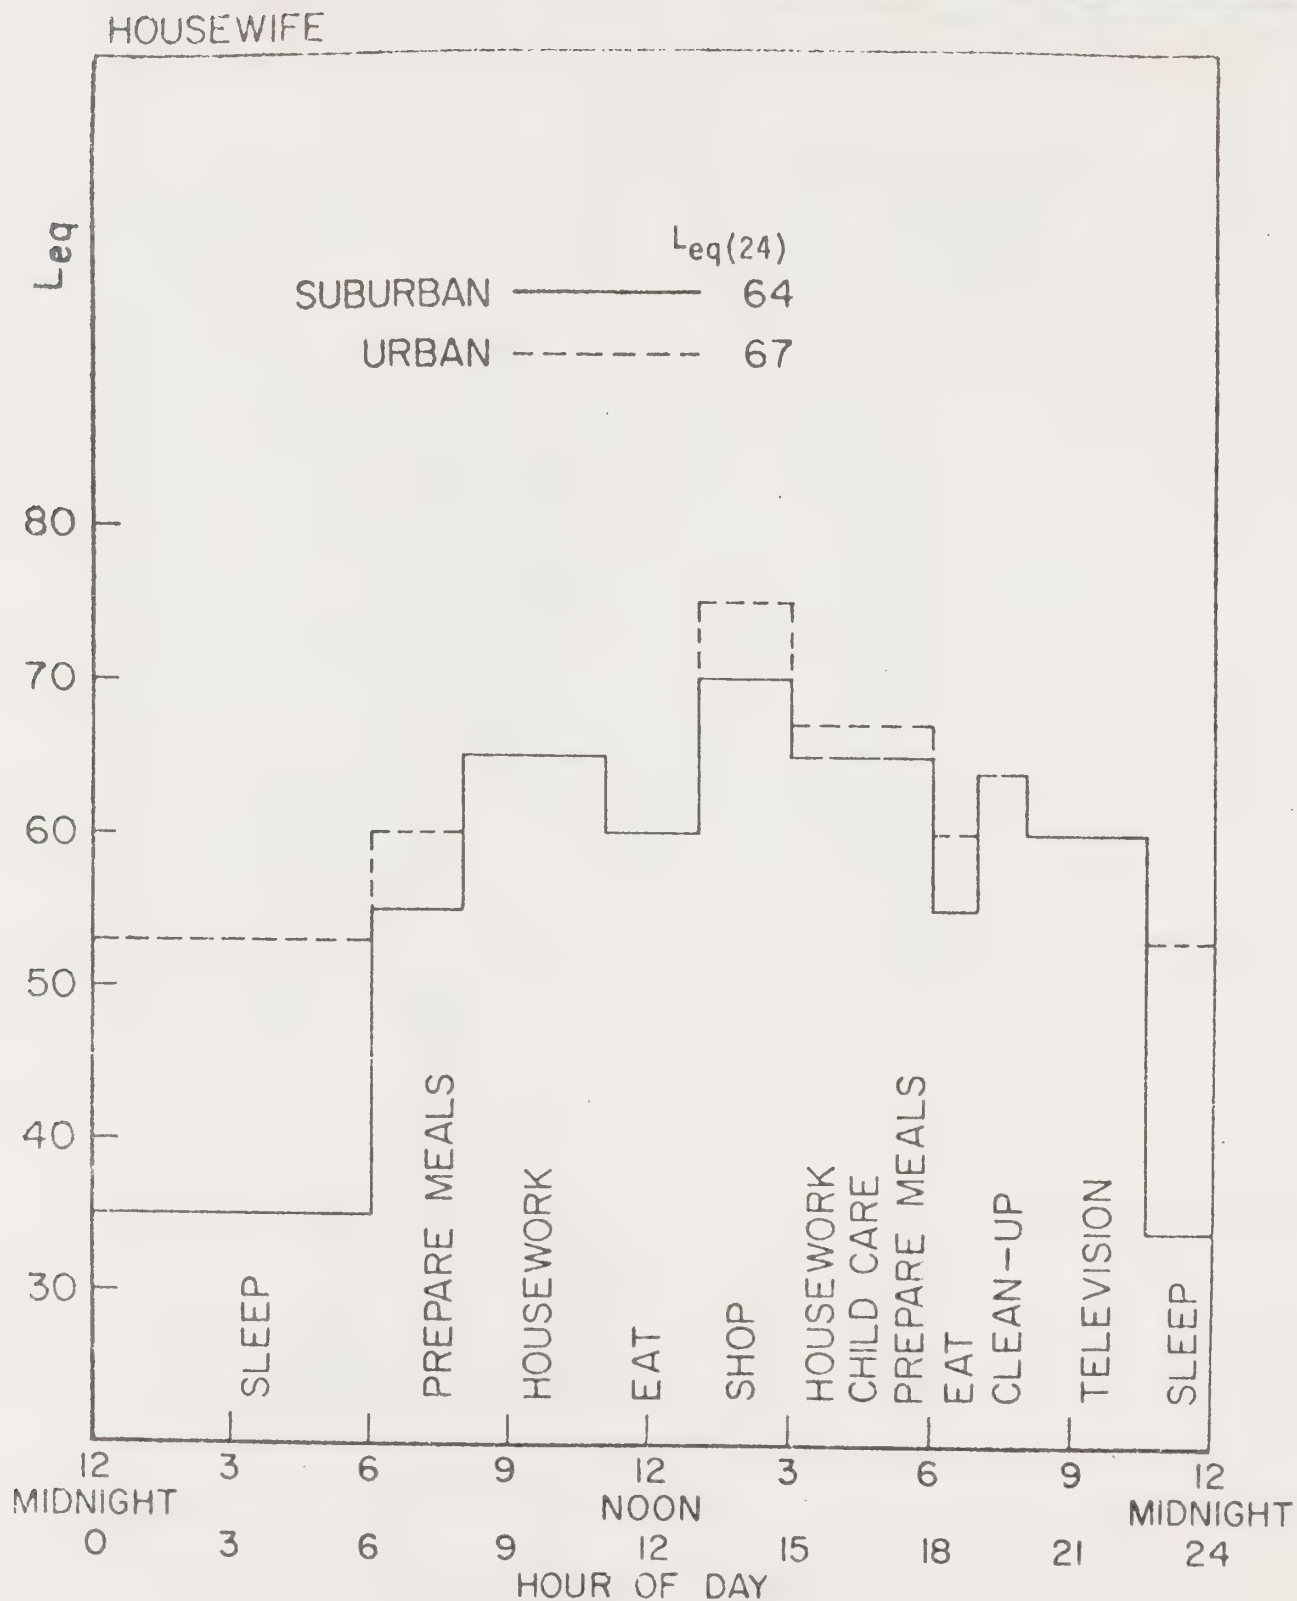 HOUSEWIFE
Leq
Leq(24)
SUBURBAN 64
URBAN 67
80
70
60
50
40
30
SLEEP
PREPARE MEALS
HOUSEWORK
EAT
SHOP
HOUSEWORK
CHILD CARE
PREPARE MEALS
EAT
CLEAN-UP
TELEVISION
SLEEP
12 3 6 9 12 3 6 9 12
MIDNIGHT NOON MIDNIGHT
0 3 6 9 12 15 18 21 24
HOUR OF DAY